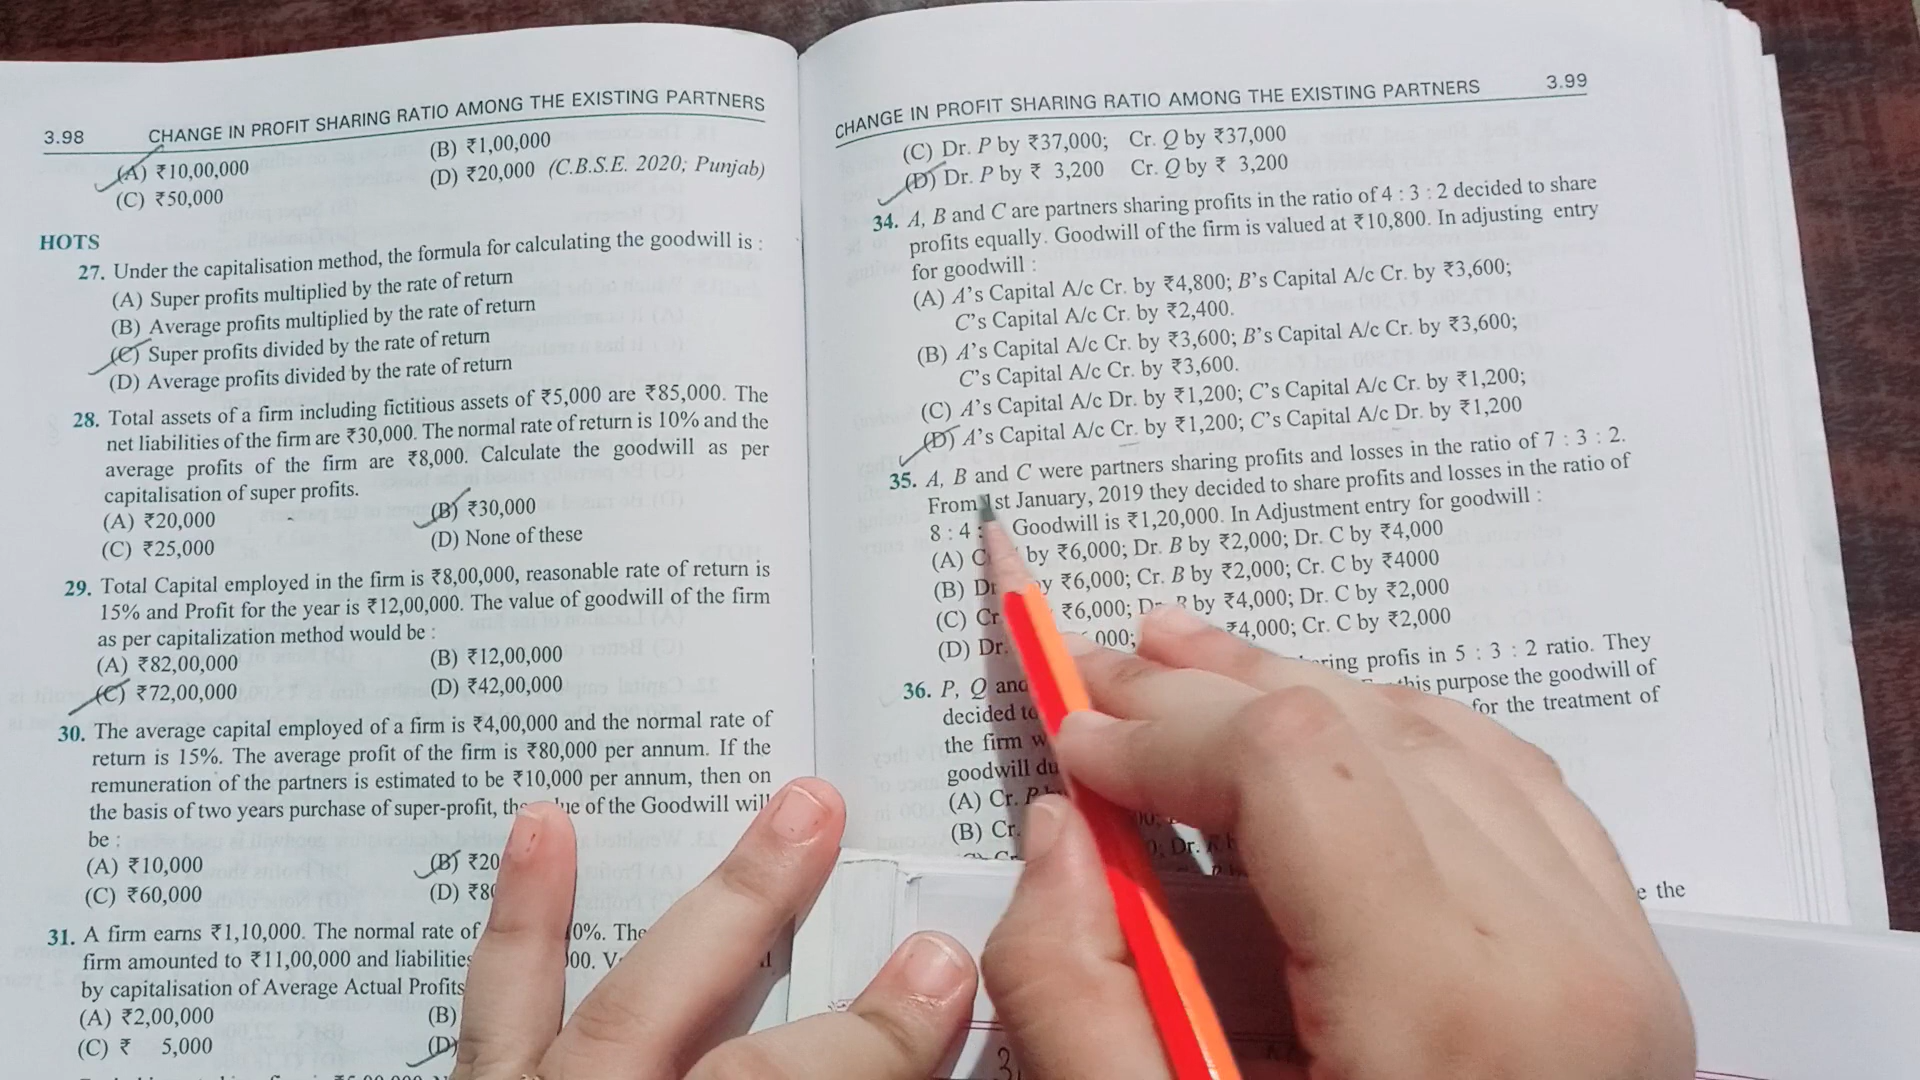 3.98 CHANGE IN PROFIT SHARING RATIO AMONG THE EXISTING PARTNERS
(A) ₹10,00,000 (B) ₹1,00,000
(C) ₹50,000 (D) ₹20,000 (C.B.S.E. 2020; Punjab)
HOTS
27. Under the capitalisation method, the formula for calculating the goodwill is :
(A) Super profits multiplied by the rate of return
(B) Average profits multiplied by the rate of return
(C) Super profits divided by the rate of return
(D) Average profits divided by the rate of return
28. Total assets of a firm including fictitious assets of ₹5,000 are ₹85,000. The
net liabilities of the firm are ₹30,000. The normal rate of return is 10% and the
average profits of the firm are ₹8,000. Calculate the goodwill as per
capitalisation of super profits.
(A) ₹20,000 (B) ₹30,000
(C) ₹25,000 (D) None of these
29. Total Capital employed in the firm is ₹8,00,000, reasonable rate of return is
15% and Profit for the year is ₹12,00,000. The value of goodwill of the firm
as per capitalization method would be :
(A) ₹82,00,000 (B) ₹12,00,000
(C) ₹72,00,000 (D) ₹42,00,000
30. The average capital employed of a firm is ₹4,00,000 and the normal rate of
return is 15%. The average profit of the firm is ₹80,000 per annum. If the
remuneration of the partners is estimated to be ₹10,000 per annum, then on
the basis of two years purchase of super-profit, of the Goodwill will
be :
(A) ₹10,000 (B) ₹20
(C) ₹60,000 (D)
31. A firm earns ₹1,10,000. The normal rate of The
firm amounted to ₹11,00,000 and liabilities
by capitalisation of Average Actual Profits
(A) ₹2,00,000 (B)
(C) ₹ 5,000 (D)
CHANGE IN PROFIT SHARING RATIO AMONG THE EXISTING PARTNERS 3.99
(C) Dr. P by ₹37,000; Cr. Q by ₹37,000
(D) Dr. P by ₹ 3,200 Cr. Q by ₹ 3,200
34. A, B and C are partners sharing profits in the ratio of 4 : 3 : 2 decided to share
profits equally. Goodwill of the firm is valued at ₹10,800. In adjusting entry
for goodwill :
(A) A's Capital A/c Cr. by ₹4,800; B's Capital A/c Cr. by ₹3,600;
C's Capital A/c Cr. by ₹2,400.
(B) A's Capital A/c Cr. by ₹3,600; B's Capital A/c Cr. by ₹3,600;
C's Capital A/c Cr. by ₹3,600.
(C) A's Capital A/c Dr. by ₹1,200; C's Capital A/c Cr. by ₹1,200;
(D) A's Capital A/c Cr. by ₹1,200; C's Capital A/c Dr. by ₹1,200
35. A, B and C were partners sharing profits and losses in the ratio of 7 : 3 : 2.
From 1st January, 2019 they decided to share profits and losses in the ratio of
8 : 4 : Goodwill is ₹1,20,000. In Adjustment entry for goodwill :
(A) by ₹6,000; Dr. B by ₹2,000; Dr. C by ₹4,000
(B) Dr. ₹6,000; Cr. B by ₹2,000; Cr. C by ₹4000
(C) Cr ₹6,000; by ₹4,000; Dr. C by ₹2,000
(D) Dr. 000; ₹4,000; Cr. C by ₹2,000
36. P, Q and profis in 5 : 3 : 2 ratio. They
decided to purpose the goodwill of
the firm for the treatment of
goodwill
(A) Cr. P
(B) Cr.
Cr
the